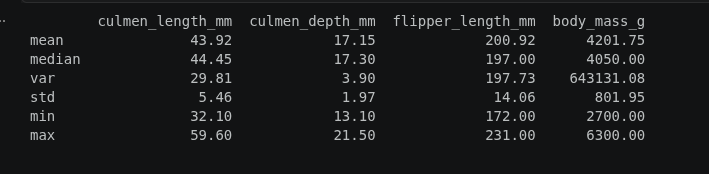 culmen_length_mm culmen_depth_mm flipper_length_mm body_mass_g
mean 43.92 17.15 200.92 4201.75
median 44.45 17.30 197.00 4050.00
var 29.81 3.90 197.73 643131.08
std 5.46 1.97 14.06 801.95
min 32.10 13.10 172.00 2700.00
max 59.60 21.50 231.00 6300.00